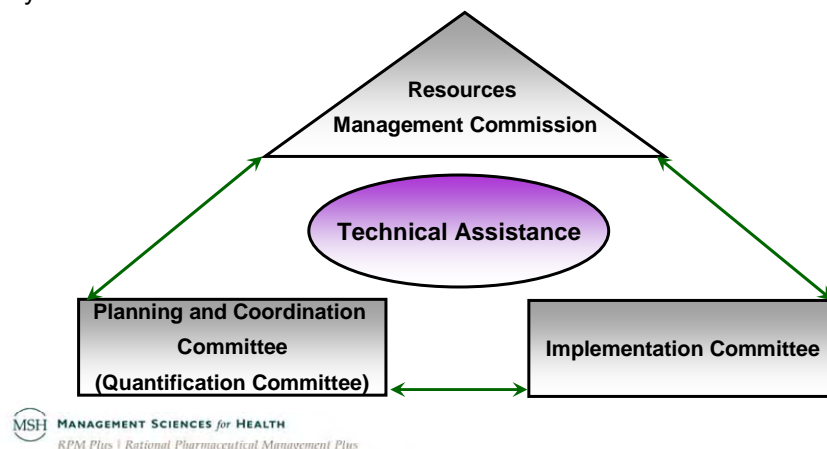 Resources
Management Commission
Technical Assistance
Planning and Coordination
Committee
(Quantification Committee)
Implementation Committee
MSH MANAGEMENT SCIENCES for HEALTH
RPM Plus | Rational Pharmaceutical Management Plus